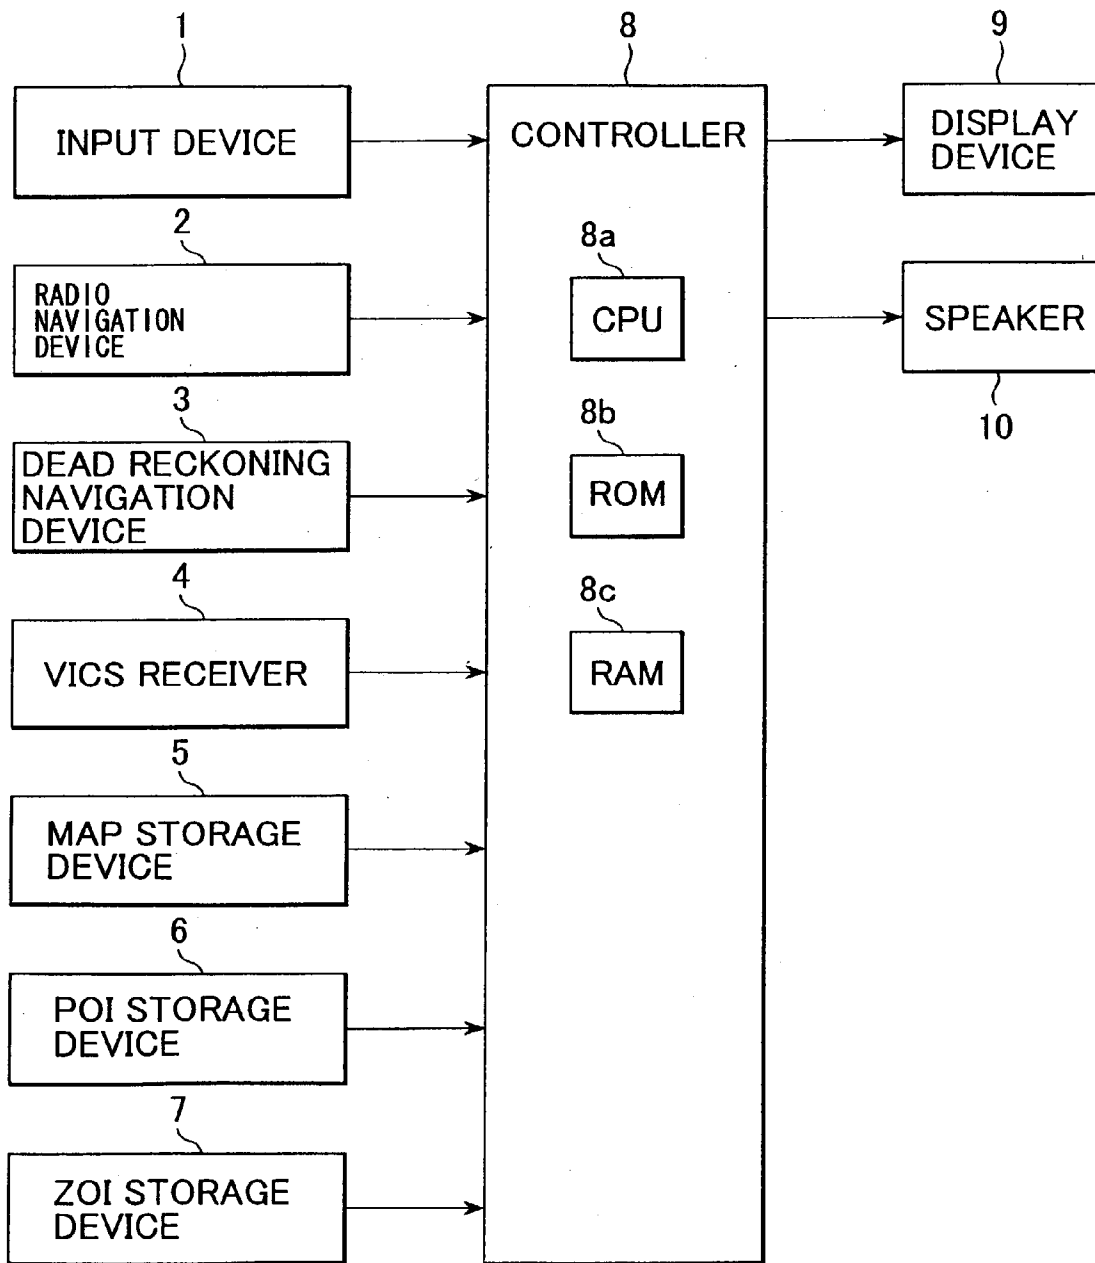 1
INPUT DEVICE
2
RADIO
NAVIGATION
DEVICE
3
DEAD RECKONING
NAVIGATION
DEVICE
4
VICS RECEIVER
5
MAP STORAGE
DEVICE
6
POI STORAGE
DEVICE
7
ZOI STORAGE
DEVICE
8
CONTROLLER
8a
CPU
8b
ROM
8c
RAM
9
DISPLAY
DEVICE
SPEAKER
10